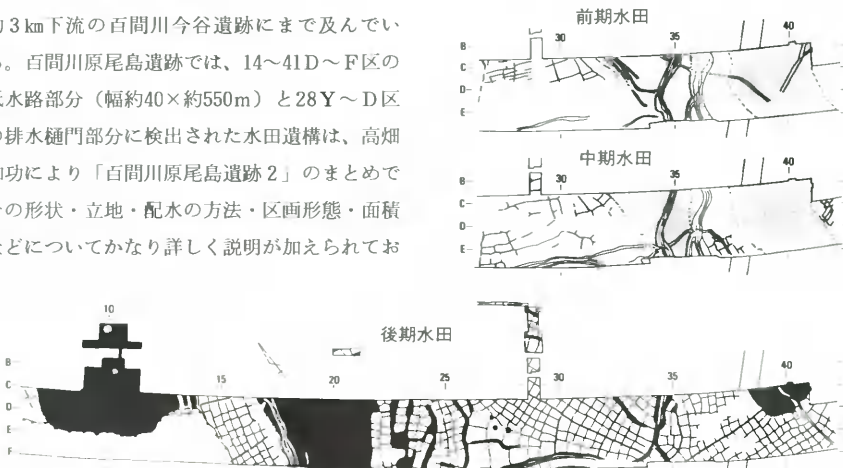 3km下流の百間川今谷遺跡にまで及んでい
。百間川原尾島遺跡では、14〜41D〜F区の
水路部分（幅約40×約550m）と28Y〜D区
排水樋門部分に検出された水田遺構は、高畑
功により「百間川原尾島遺跡2」のまとめで
の形状・立地・配水の方法・区画形態・面積
どについてかなり詳しく説明が加えられてお
前期水田
30 35 40
B
C
D
E
中期水田
30 35 40
B
C
D
E
後期水田
10
15 20 25 30 35 40
B
C
D
E
F